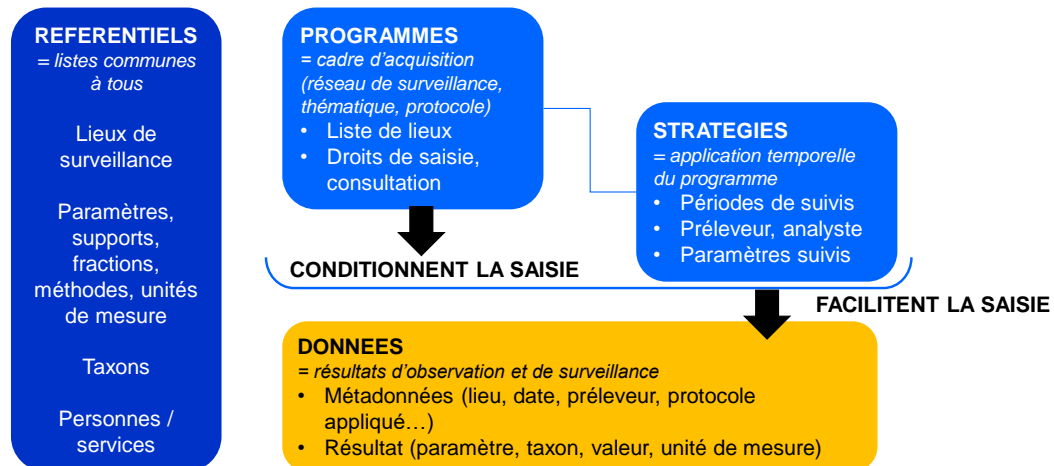 REFERENTIELS
= listes communes
à tous
Lieux de
surveillance
Paramètres,
supports,
fractions,
méthodes, unités
de mesure
Taxons
Personnes /
services
PROGRAMMES
= cadre d’acquisition
(réseau de surveillance,
thématique, protocole)
• Liste de lieux
• Droits de saisie,
consultation
STRATEGIES
= application temporelle
du programme
• Périodes de suivis
• Préleveur, analyste
• Paramètres suivis
CONDITIONNENT LA SAISIE
FACILITENT LA SAISIE
DONNEES
= résultats d’observation et de surveillance
• Métadonnées (lieu, date, préleveur, protocole
appliqué…)
• Résultat (paramètre, taxon, valeur, unité de mesure)